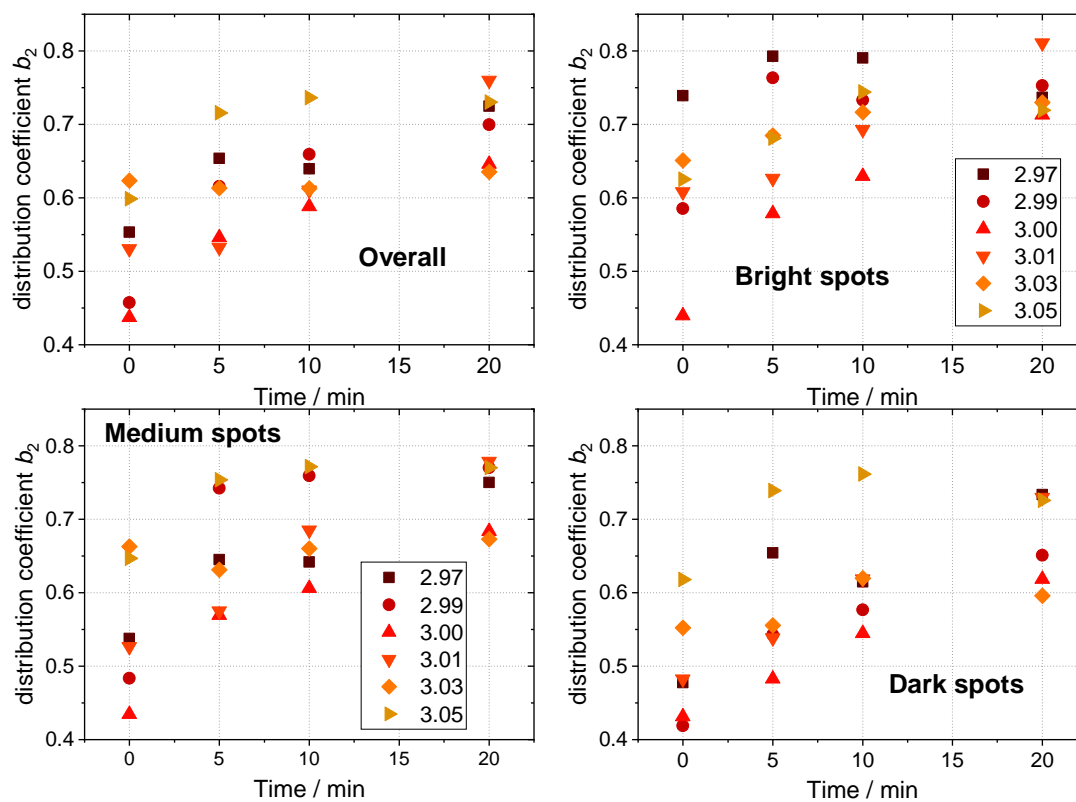 0.8
0.7
0.6
0.5
0.4
distribution coefficient b₂
Overall
0 5 10 15 20
Time / min
0.8
0.7
0.6
0.5
0.4
distribution coefficient b₂
Bright spots
2.97
2.99
3.00
3.01
3.03
3.05
0 5 10 15 20
Time / min
Medium spots
0.8
0.7
0.6
0.5
0.4
distribution coefficient b₂
2.97
2.99
3.00
3.01
3.03
3.05
0 5 10 15 20
Time / min
0.8
0.7
0.6
0.5
0.4
distribution coefficient b₂
Dark spots
0 5 10 15 20
Time / min